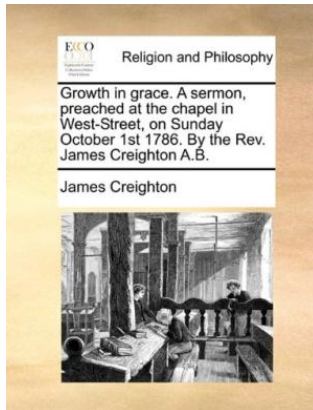 ECCO
Religion and Philosophy
Growth in grace. A sermon,
preached at the chapel in
West-Street, on Sunday
October 1st 1786. By the Rev.
James Creighton A.B.
James Creighton